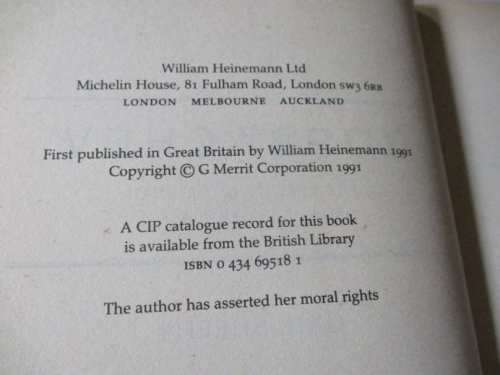 William Heinemann Ltd
Michelin House, 81 Fulham Road, London SW3 6RB
LONDON MELBOURNE AUCKLAND
First published in Great Britain by William Heinemann 1991
Copyright © G Merrit Corporation 1991
A CIP catalogue record for this book
is available from the British Library
ISBN 0 434 69518 1
The author has asserted her moral rights